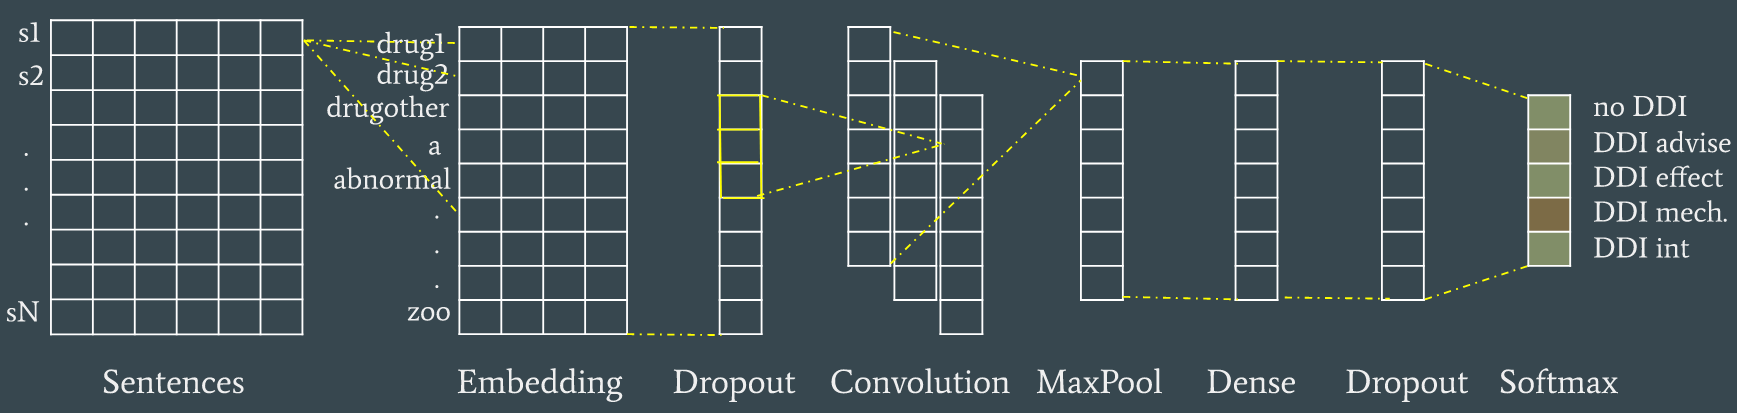 s1
s2
.
.
.
sN
drug1
drug2
drugother
a
abnormal
.
.
.
zoo
no DDI
DDI advise
DDI effect
DDI mech.
DDI int
Sentences
Embedding
Dropout
Convolution
MaxPool
Dense
Dropout
Softmax